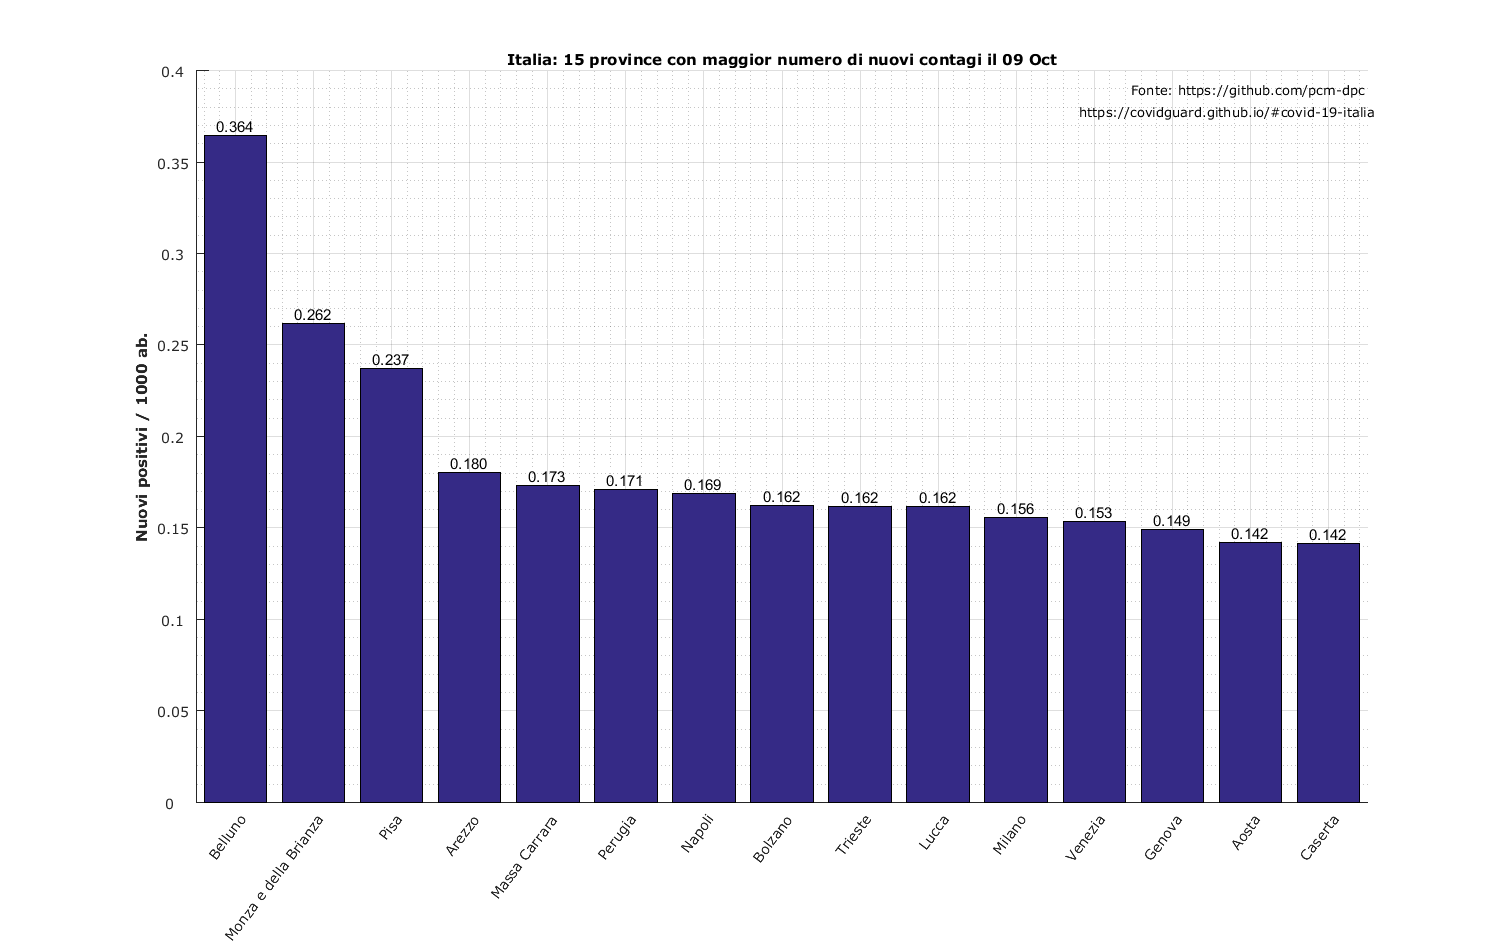 Italia: 15 province con maggior numero di nuovi contagi il 09 Oct
Fonte: https://github.com/pcm-dpc
https://covidguard.github.io/#covid-19-italia
Nuovi positivi / 1000 ab.
0.4
0.35
0.3
0.25
0.2
0.15
0.1
0.05
0
0.364
0.262
0.237
0.180
0.173
0.171
0.169
0.162
0.162
0.162
0.156
0.153
0.149
0.142
0.142
Belluno
Monza e della Brianza
Pisa
Arezzo
Massa Carrara
Perugia
Napoli
Bolzano
Trieste
Lucca
Milano
Venezia
Genova
Aosta
Caserta